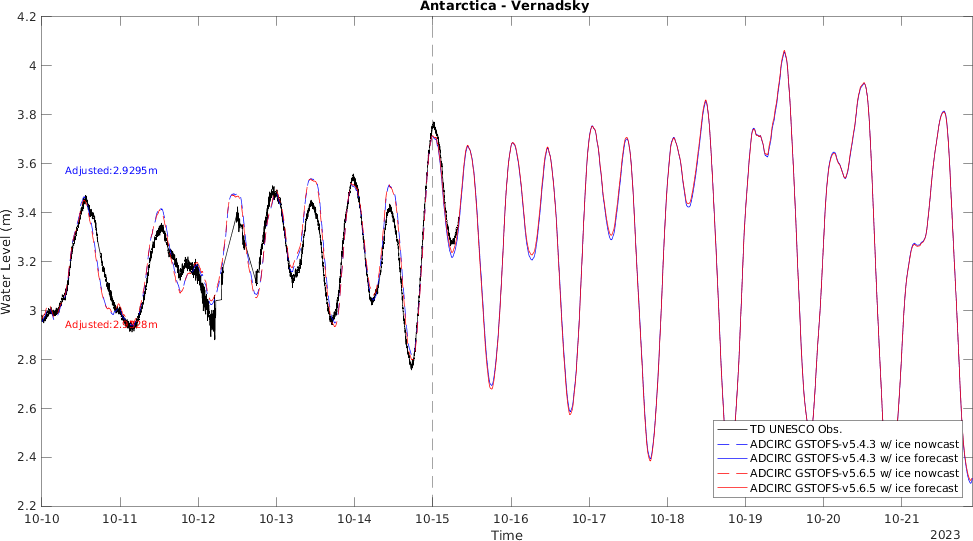 Antarctica - Vernadsky
4.2
4
3.8
3.6
3.4
3.2
3
2.8
2.6
2.4
2.2
Water Level (m)
Adjusted:2.9295m
TD UNESCO Obs.
ADCIRC GSTOFS-v5.4.3 w/ ice nowcast
ADCIRC GSTOFS-v5.4.3 w/ ice forecast
ADCIRC GSTOFS-v5.6.5 w/ ice nowcast
ADCIRC GSTOFS-v5.6.5 w/ ice forecast
10-10 10-11 10-12 10-13 10-14 10-15 10-16 10-17 10-18 10-19 10-20 10-21
Time
2023